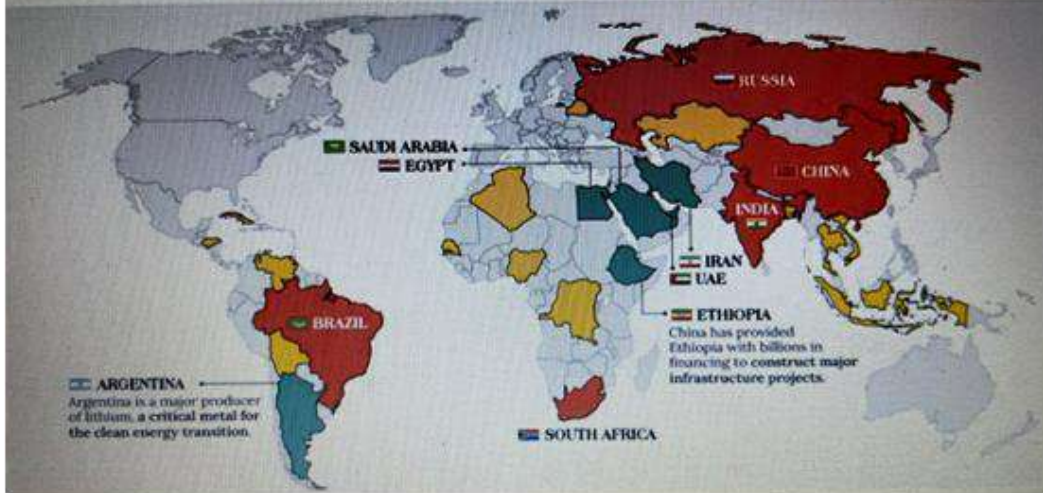 RUSSIA
SAUDI ARABIA
EGYPT
CHINA
INDIA
IRAN
UAE
BRAZIL
ETHIOPIA
China has provided
Ethiopia with billions in
financing to construct major
infrastructure projects.
ARGENTINA
Argentina is a major producer
of lithium, a critical metal for
the clean energy transition.
SOUTH AFRICA